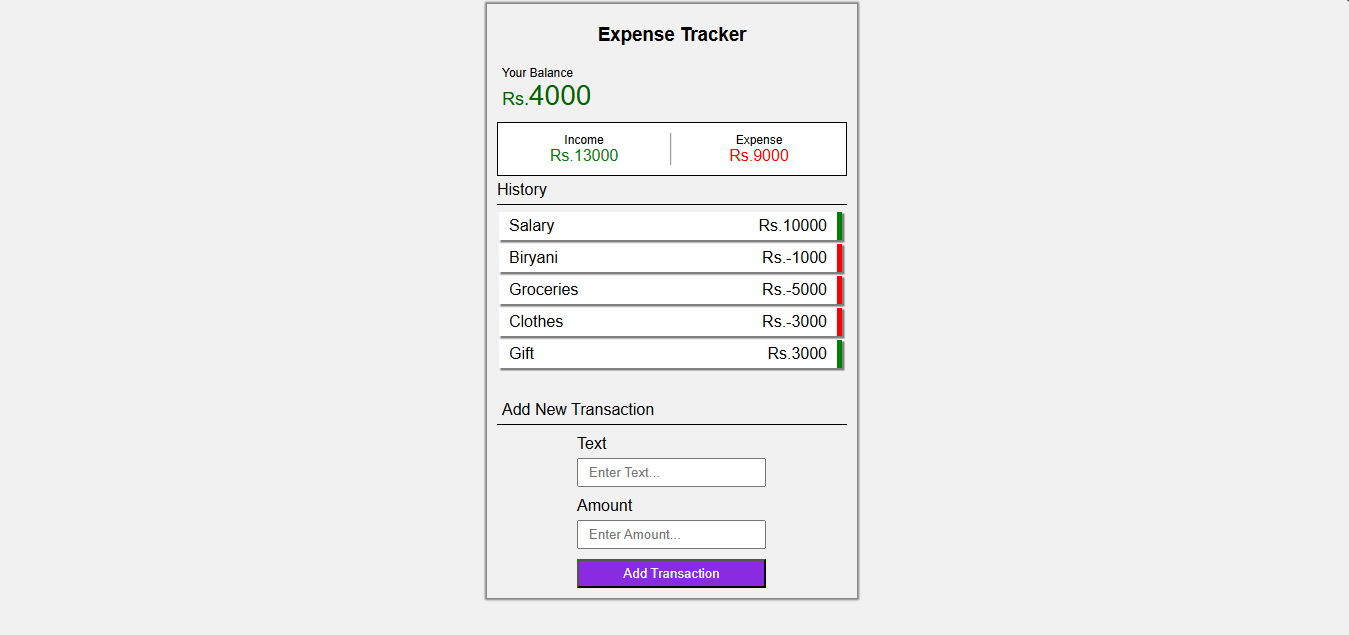 Expense Tracker
Your Balance
Rs.4000
Income Expense
Rs.13000 Rs.9000
History
Salary Rs.10000
Biryani Rs.-1000
Groceries Rs.-5000
Clothes Rs.-3000
Gift Rs.3000
Add New Transaction
Text
Enter Text...
Amount
Enter Amount...
Add Transaction